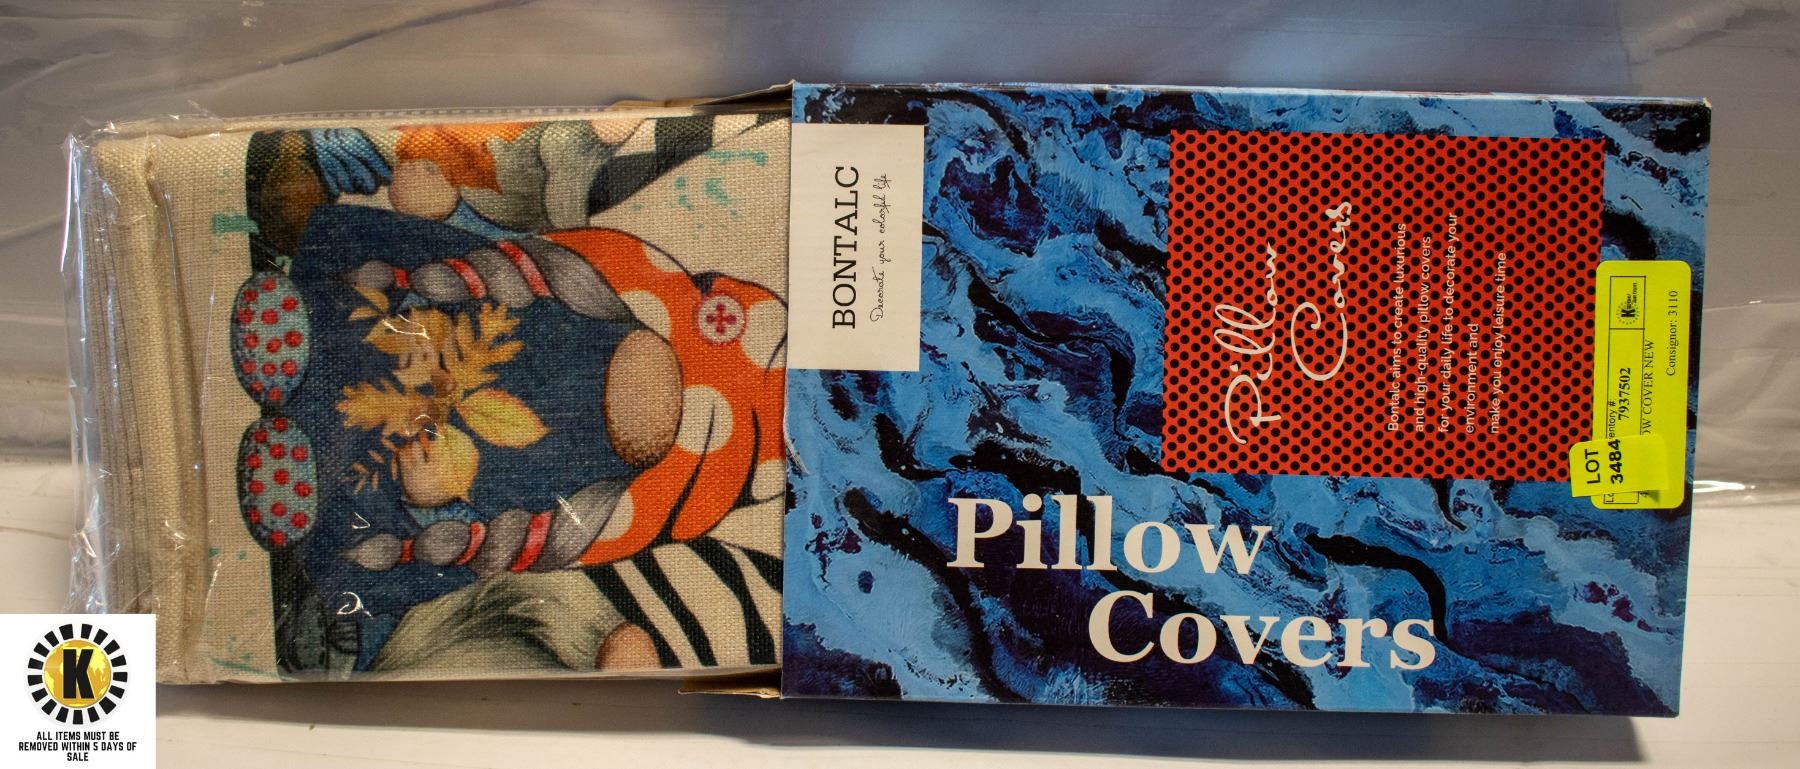 BONTALC
Decorate your colorful life
Pillow
Covers
Bontalc aims to create luxurious
and high-quality pillow covers
for your daily life to decorate your
environment and
make you enjoy leisure time
Pillow
Covers
LOT
3484
entory #
7937502
OW COVER NEW
Consignor: 3110
K
ALL ITEMS MUST BE
REMOVED WITHIN 5 DAYS OF
SALE